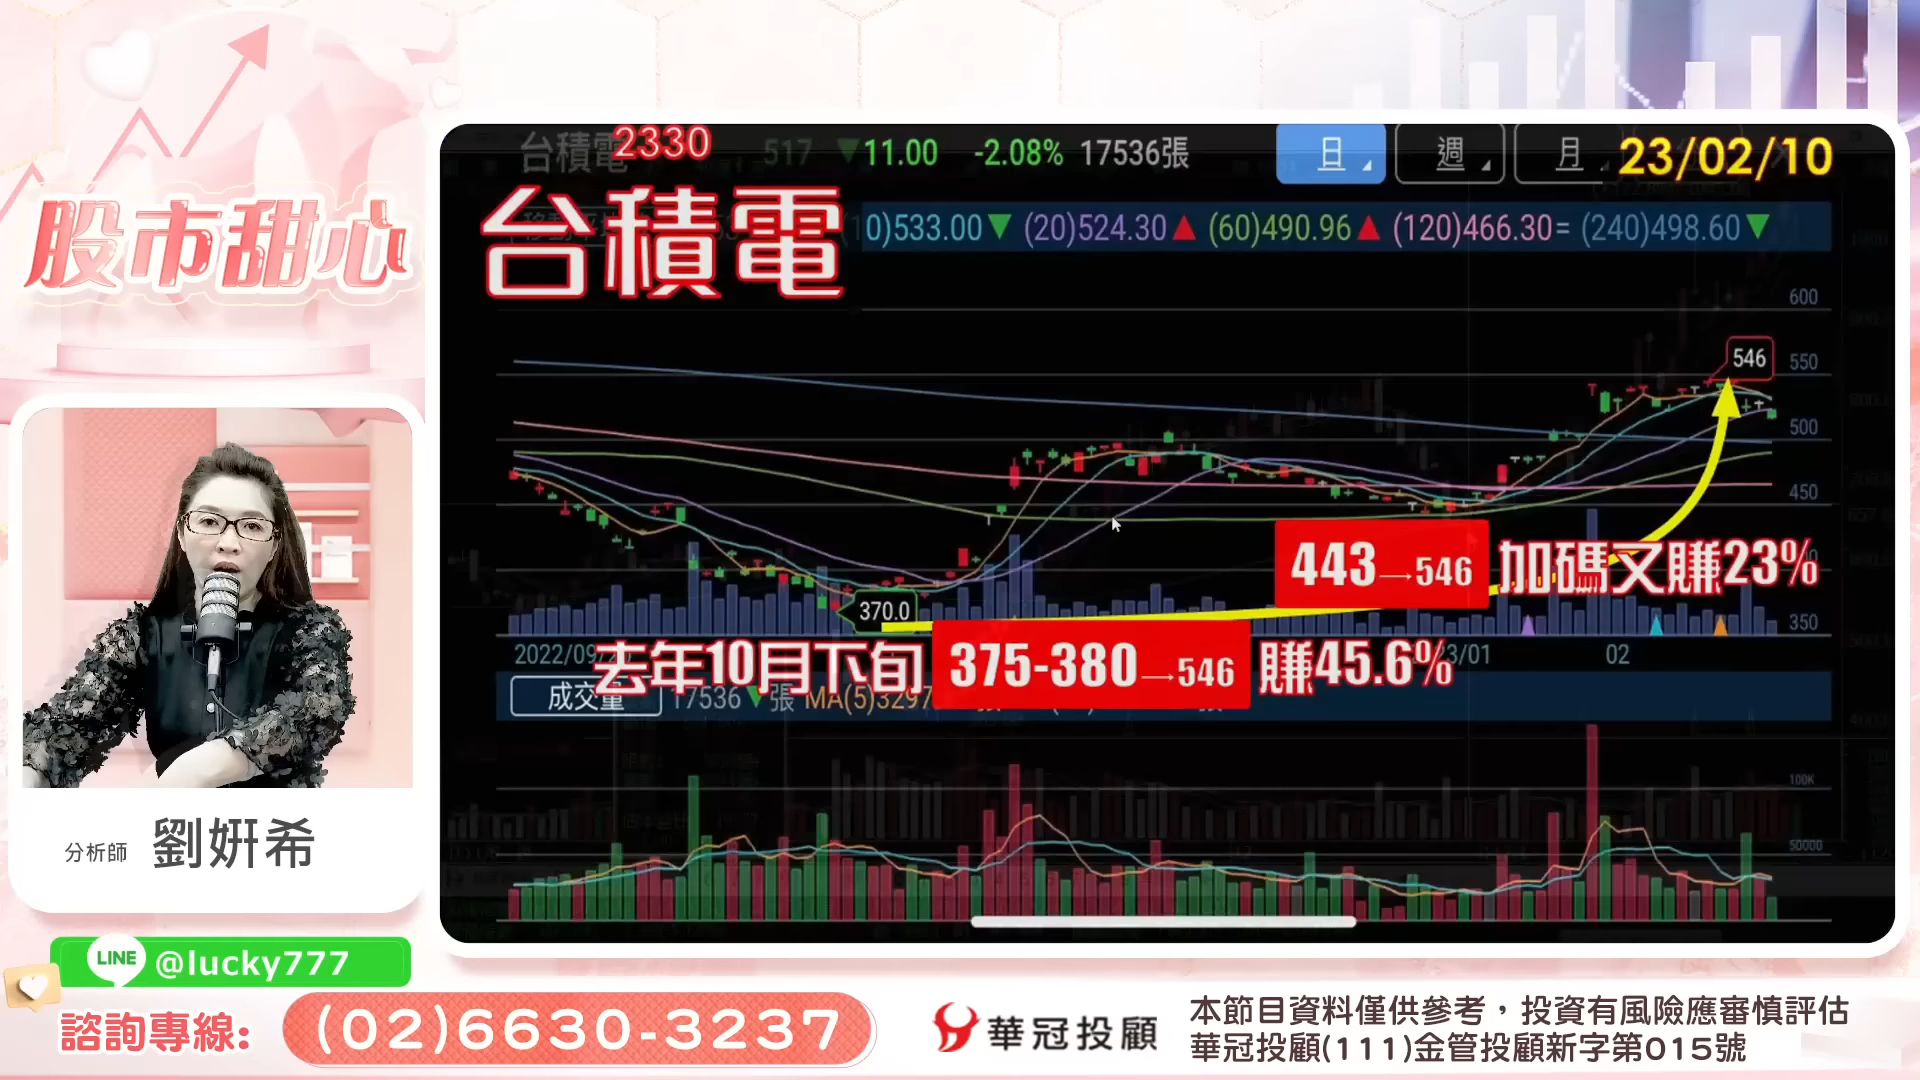 股市甜心
台積電 2330 517 ▼11.00 -2.08% 17536張 日 週 月 23/02/10
台積電
0)533.00▼ (20)524.30▲ (60)490.96▲ (120)466.30= (240)498.60▼
600
546
550
500
450
443→546 加碼又賺23%
370.0
350
去年10月下旬 375-380→546 賺45.6%
2022/09/ 3/01 02
成交量 17536▼張 MA(5)3297
100K
50000
分析師 劉妍希
LINE @lucky777
諮詢專線: (02)6630-3237
華冠投顧
本節目資料僅供參考，投資有風險應審慎評估
華冠投顧(111)金管投顧新字第015號